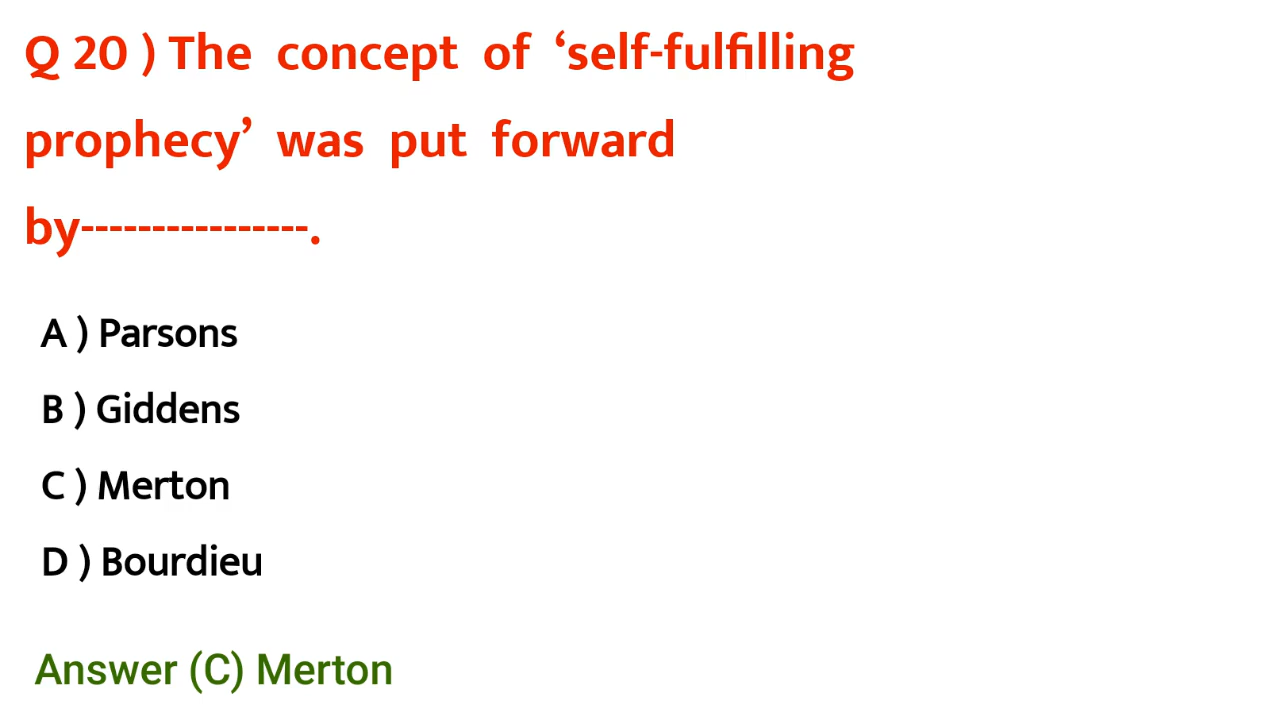 Q 20 ) The concept of ‘self-fulfilling
prophecy’ was put forward
by----------------.
A ) Parsons
B ) Giddens
C ) Merton
D ) Bourdieu
Answer (C) Merton